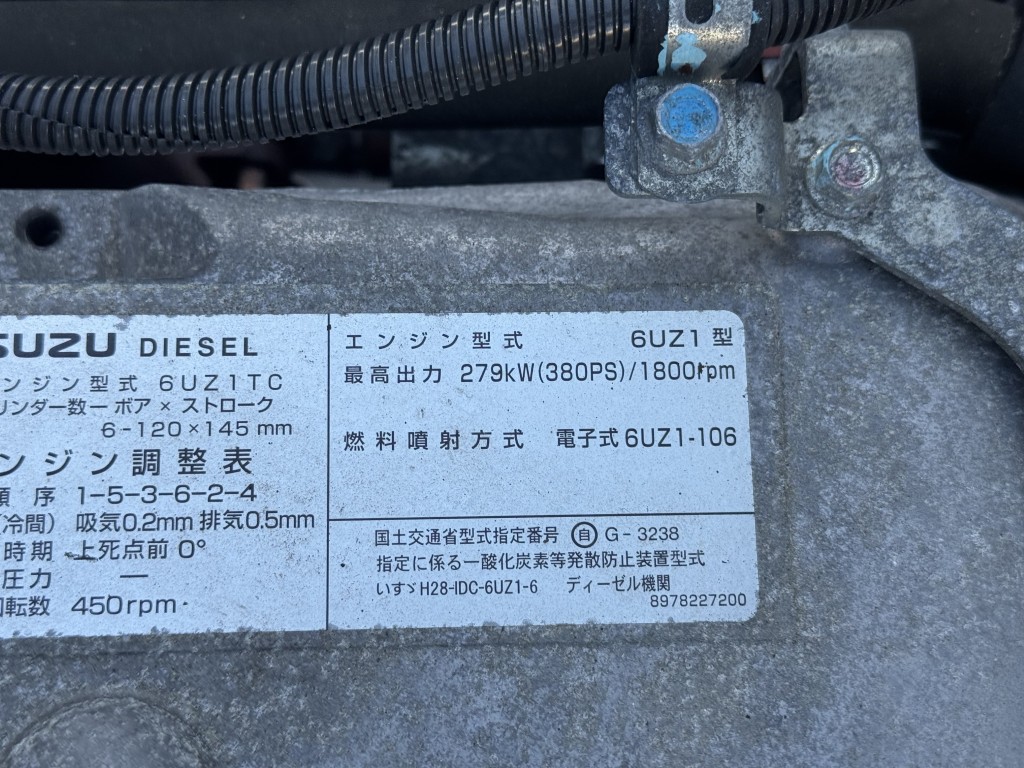 SUZU DIESEL
ンジン型式 6UZ1TC
リンダー数ー ボア × ストローク
6-120×145 mm
ンジン調整表
順 序 1-5-3-6-2-4
(冷間) 吸気0.2mm 排気0.5mm
時期 上死点前 0°
圧力 ー
回転数 450rpm
エンジン型式 6UZ1型
最高出力 279kW(380PS)/1800rpm
燃料噴射方式 電子式 6UZ1-106
国土交通省型式指定番号 自 G-3238
指定に係る一酸化炭素等発散防止装置型式
いすゞH28-IDC-6UZ1-6 ディーゼル機関
8978227200